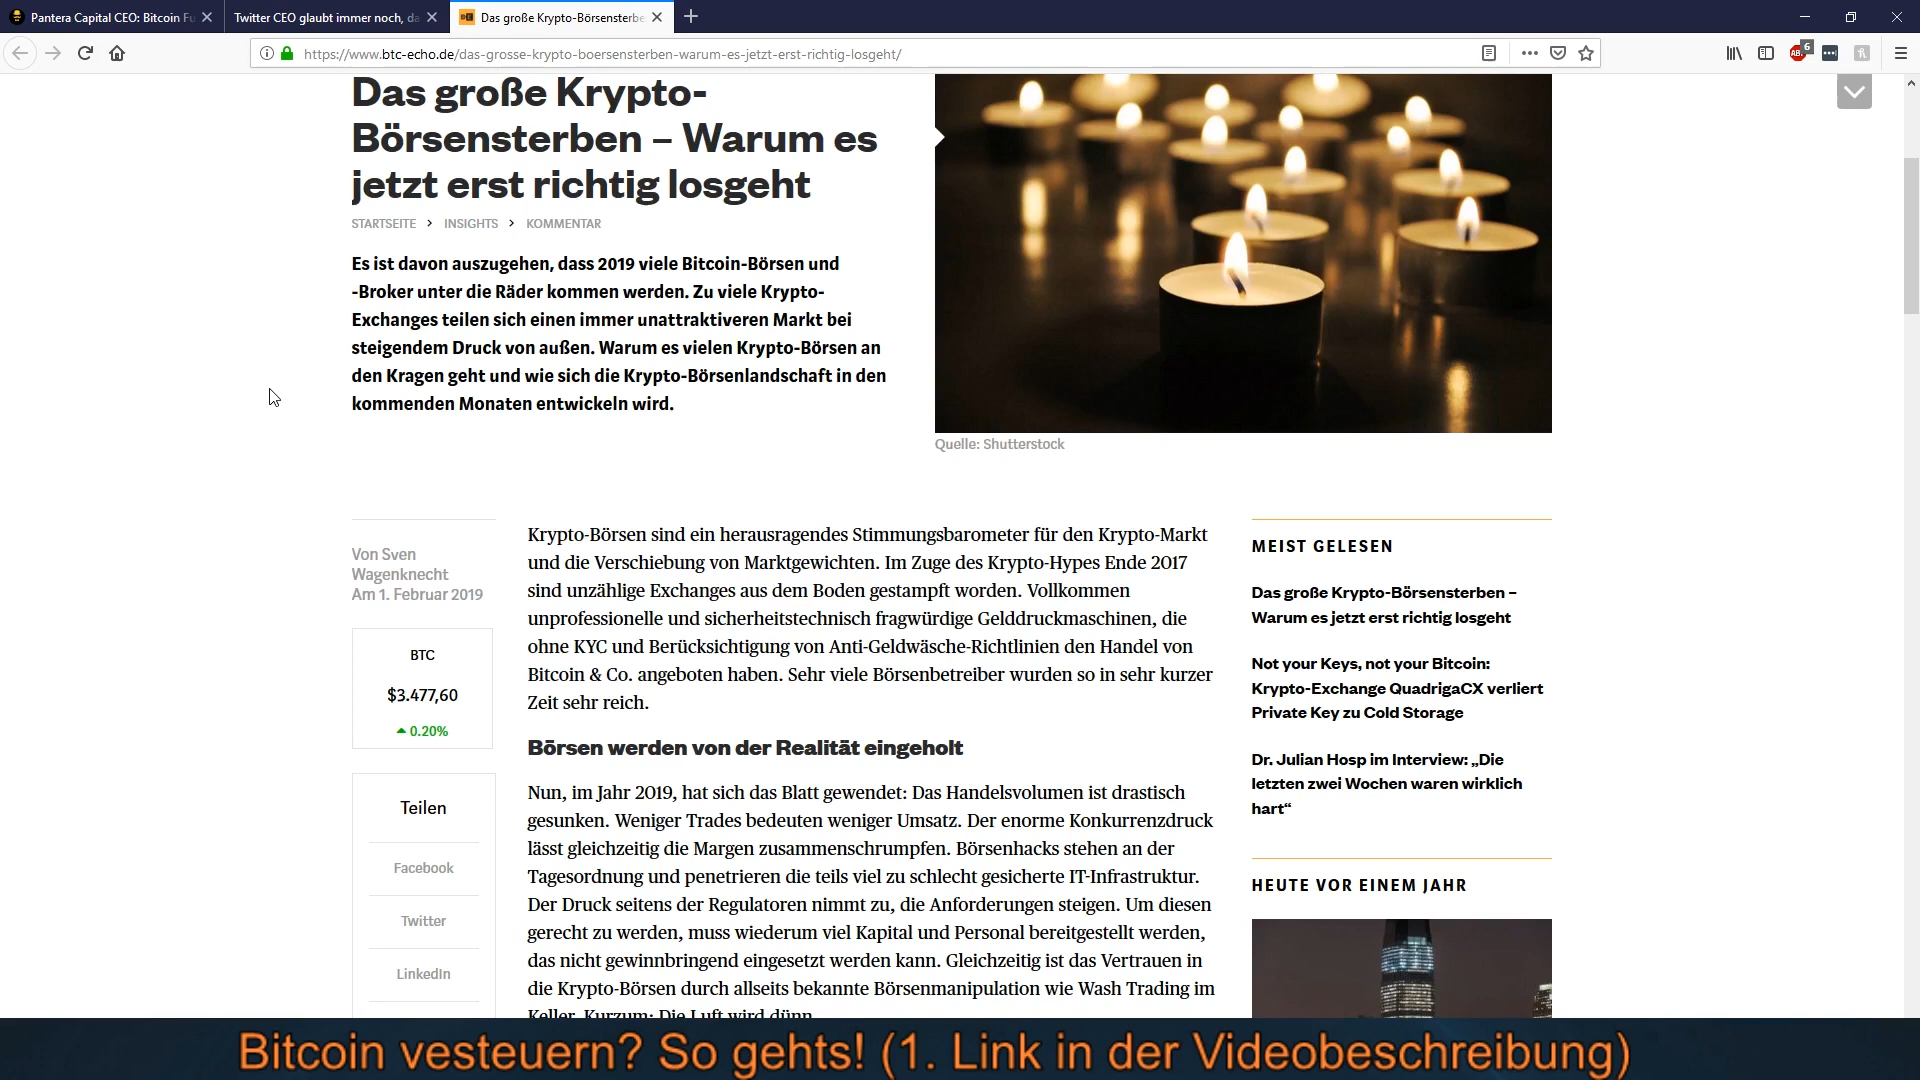 Pantera Capital CEO: Bitcoin Fu
Twitter CEO glaubt immer noch, da
Das große Krypto-Börsensterbe
https://www.btc-echo.de/das-grosse-krypto-boersensterben-warum-es-jetzt-erst-richtig-losgeht/
6
Das große Krypto-
Börsensterben – Warum es
jetzt erst richtig losgeht
STARTSEITE > INSIGHTS > KOMMENTAR
Es ist davon auszugehen, dass 2019 viele Bitcoin-Börsen und
-Broker unter die Räder kommen werden. Zu viele Krypto-
Exchanges teilen sich einen immer unattraktiveren Markt bei
steigendem Druck von außen. Warum es vielen Krypto-Börsen an
den Kragen geht und wie sich die Krypto-Börsenlandschaft in den
kommenden Monaten entwickeln wird.
Quelle: Shutterstock
Von Sven
Wagenknecht
Am 1. Februar 2019
BTC
$3.477,60
0.20%
Teilen
Facebook
Twitter
LinkedIn
Krypto-Börsen sind ein herausragendes Stimmungsbarometer für den Krypto-Markt
und die Verschiebung von Marktgewichten. Im Zuge des Krypto-Hypes Ende 2017
sind unzählige Exchanges aus dem Boden gestampft worden. Vollkommen
unprofessionelle und sicherheitstechnisch fragwürdige Gelddruckmaschinen, die
ohne KYC und Berücksichtigung von Anti-Geldwäsche-Richtlinien den Handel von
Bitcoin & Co. angeboten haben. Sehr viele Börsenbetreiber wurden so in sehr kurzer
Zeit sehr reich.
Börsen werden von der Realität eingeholt
Nun, im Jahr 2019, hat sich das Blatt gewendet: Das Handelsvolumen ist drastisch
gesunken. Weniger Trades bedeuten weniger Umsatz. Der enorme Konkurrenzdruck
lässt gleichzeitig die Margen zusammenschrumpfen. Börsenhacks stehen an der
Tagesordnung und penetrieren die teils viel zu schlecht gesicherte IT-Infrastruktur.
Der Druck seitens der Regulatoren nimmt zu, die Anforderungen steigen. Um diesen
gerecht zu werden, muss wiederum viel Kapital und Personal bereitgestellt werden,
das nicht gewinnbringend eingesetzt werden kann. Gleichzeitig ist das Vertrauen in
die Krypto-Börsen durch allseits bekannte Börsenmanipulation wie Wash Trading im
Keller. Kurzum: Die Luft wird dünn.
MEIST GELESEN
Das große Krypto-Börsensterben –
Warum es jetzt erst richtig losgeht
Not your Keys, not your Bitcoin:
Krypto-Exchange QuadrigaCX verliert
Private Key zu Cold Storage
Dr. Julian Hosp im Interview: „Die
letzten zwei Wochen waren wirklich
hart“
HEUTE VOR EINEM JAHR
Bitcoin vesteuern? So gehts! (1. Link in der Videobeschreibung)